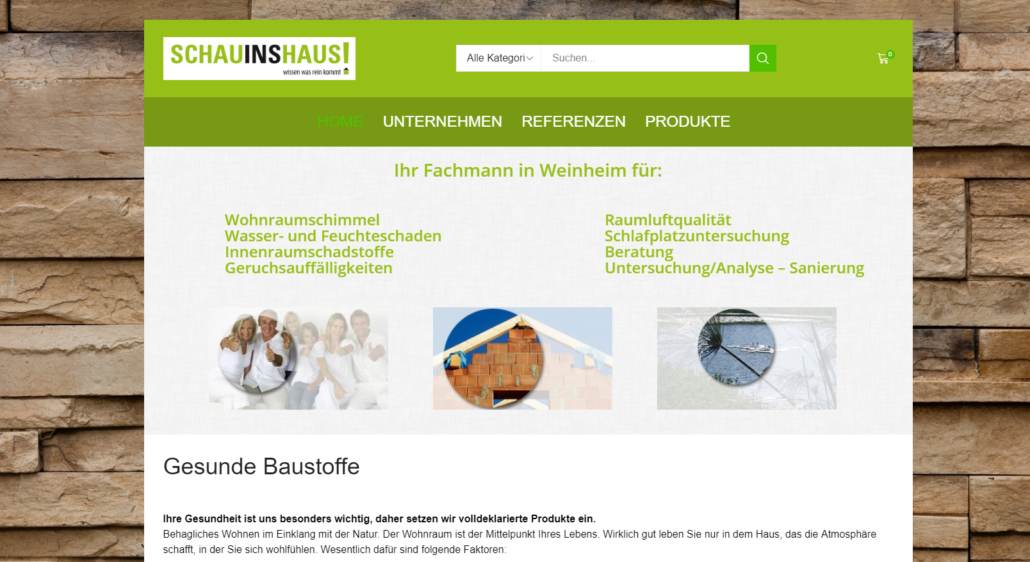 SCHAUINSHAUS!
wissen was rein kommt
Alle Kategori
Suchen...
0
HOME
UNTERNEHMEN
REFERENZEN
PRODUKTE
Ihr Fachmann in Weinheim für:
Wohnraumschimmel
Wasser- und Feuchteschaden
Innenraumschadstoffe
Geruchsauffälligkeiten
Raumluftqualität
Schlafplatzuntersuchung
Beratung
Untersuchung/Analyse – Sanierung
Gesunde Baustoffe
Ihre Gesundheit ist uns besonders wichtig, daher setzen wir volldeklarierte Produkte ein.
Behagliches Wohnen im Einklang mit der Natur. Der Wohnraum ist der Mittelpunkt Ihres Lebens. Wirklich gut leben Sie nur in dem Haus, das die Atmosphäre
schafft, in der Sie sich wohlfühlen. Wesentlich dafür sind folgende Faktoren: